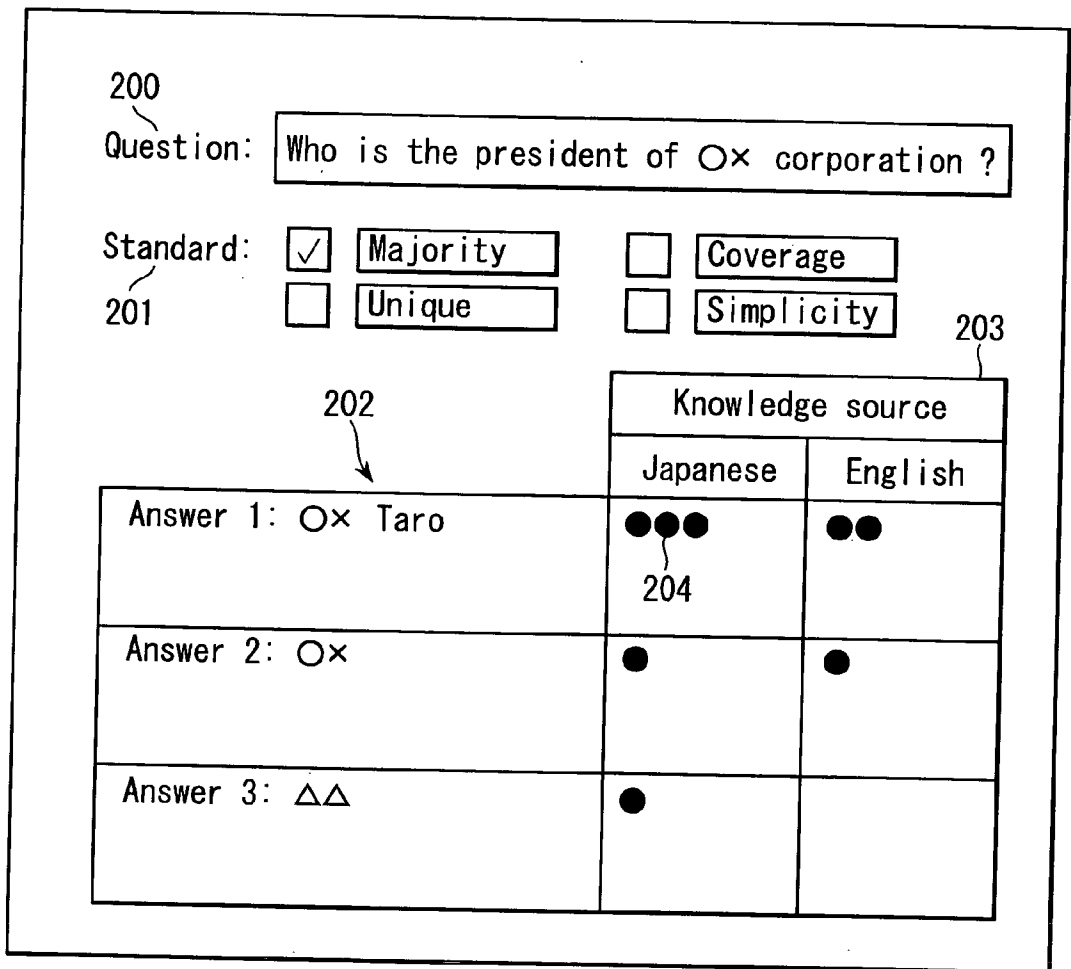 200
Question: Who is the president of ○× corporation ?
Standard: ✓ Majority Coverage
201 Unique Simplicity
203
202 Knowledge source
Japanese English
Answer 1: ○× Taro ●●● ●●
204
Answer 2: ○× ● ●
Answer 3: △△ ●